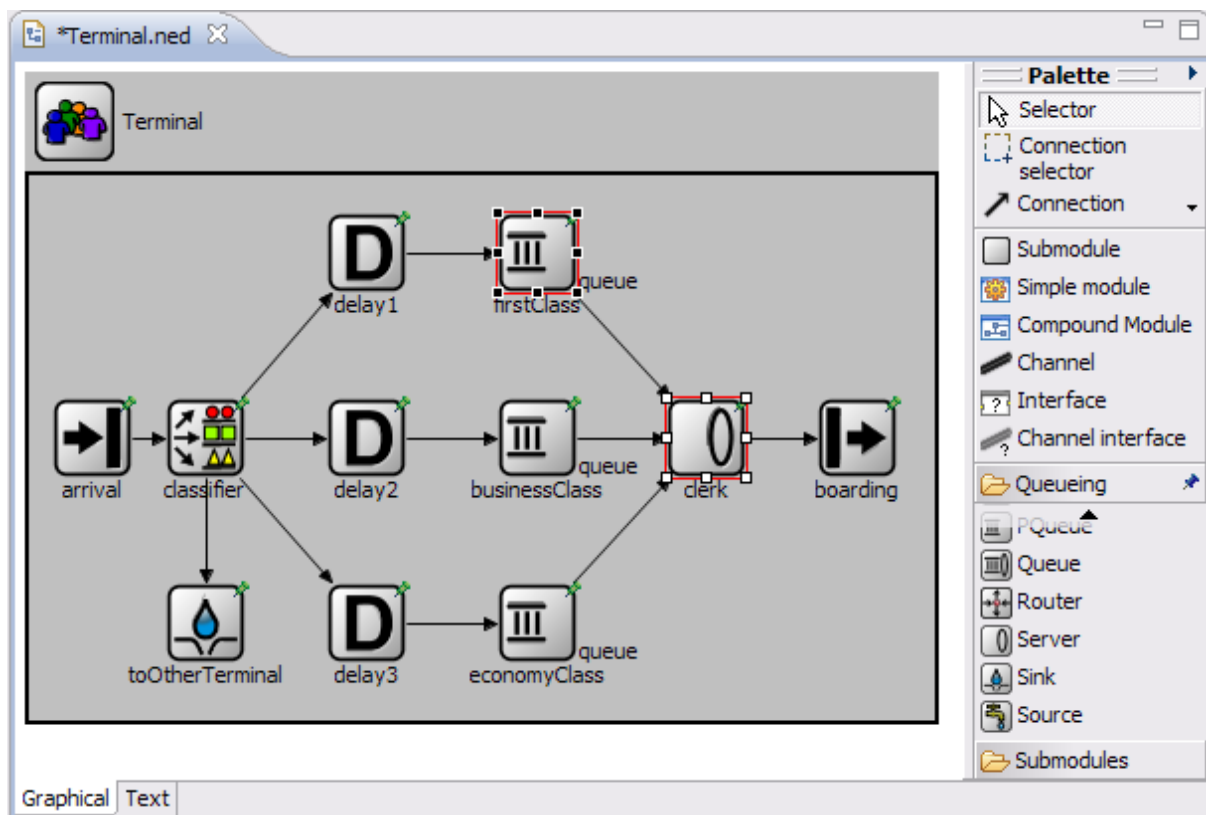 *Terminal.ned
Terminal
D
delay1
queue
firstClass
arrival
classifier
D
delay2
queue
businessClass
clerk
boarding
toOtherTerminal
D
delay3
queue
economyClass
Palette
Selector
Connection
selector
Connection
Submodule
Simple module
Compound Module
Channel
?
Interface
?
Channel interface
Queueing
PQueue
Queue
Router
Server
Sink
Source
Submodules
Graphical
Text